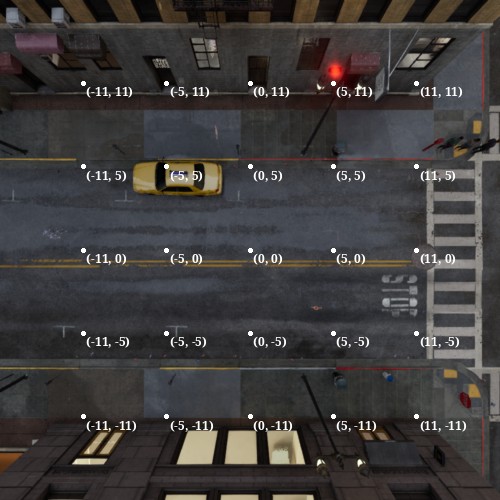 (-11, 11) (-5, 11) (0, 11) (5, 11) (11, 11)
(-11, 5) (-5, 5) (0, 5) (5, 5) (11, 5)
(-11, 0) (-5, 0) (0, 0) (5, 0) (11, 0)
(-11, -5) (-5, -5) (0, -5) (5, -5) (11, -5)
(-11, -11) (-5, -11) (0, -11) (5, -11) (11, -11)